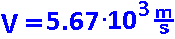 V = 5.67·10³ m/s